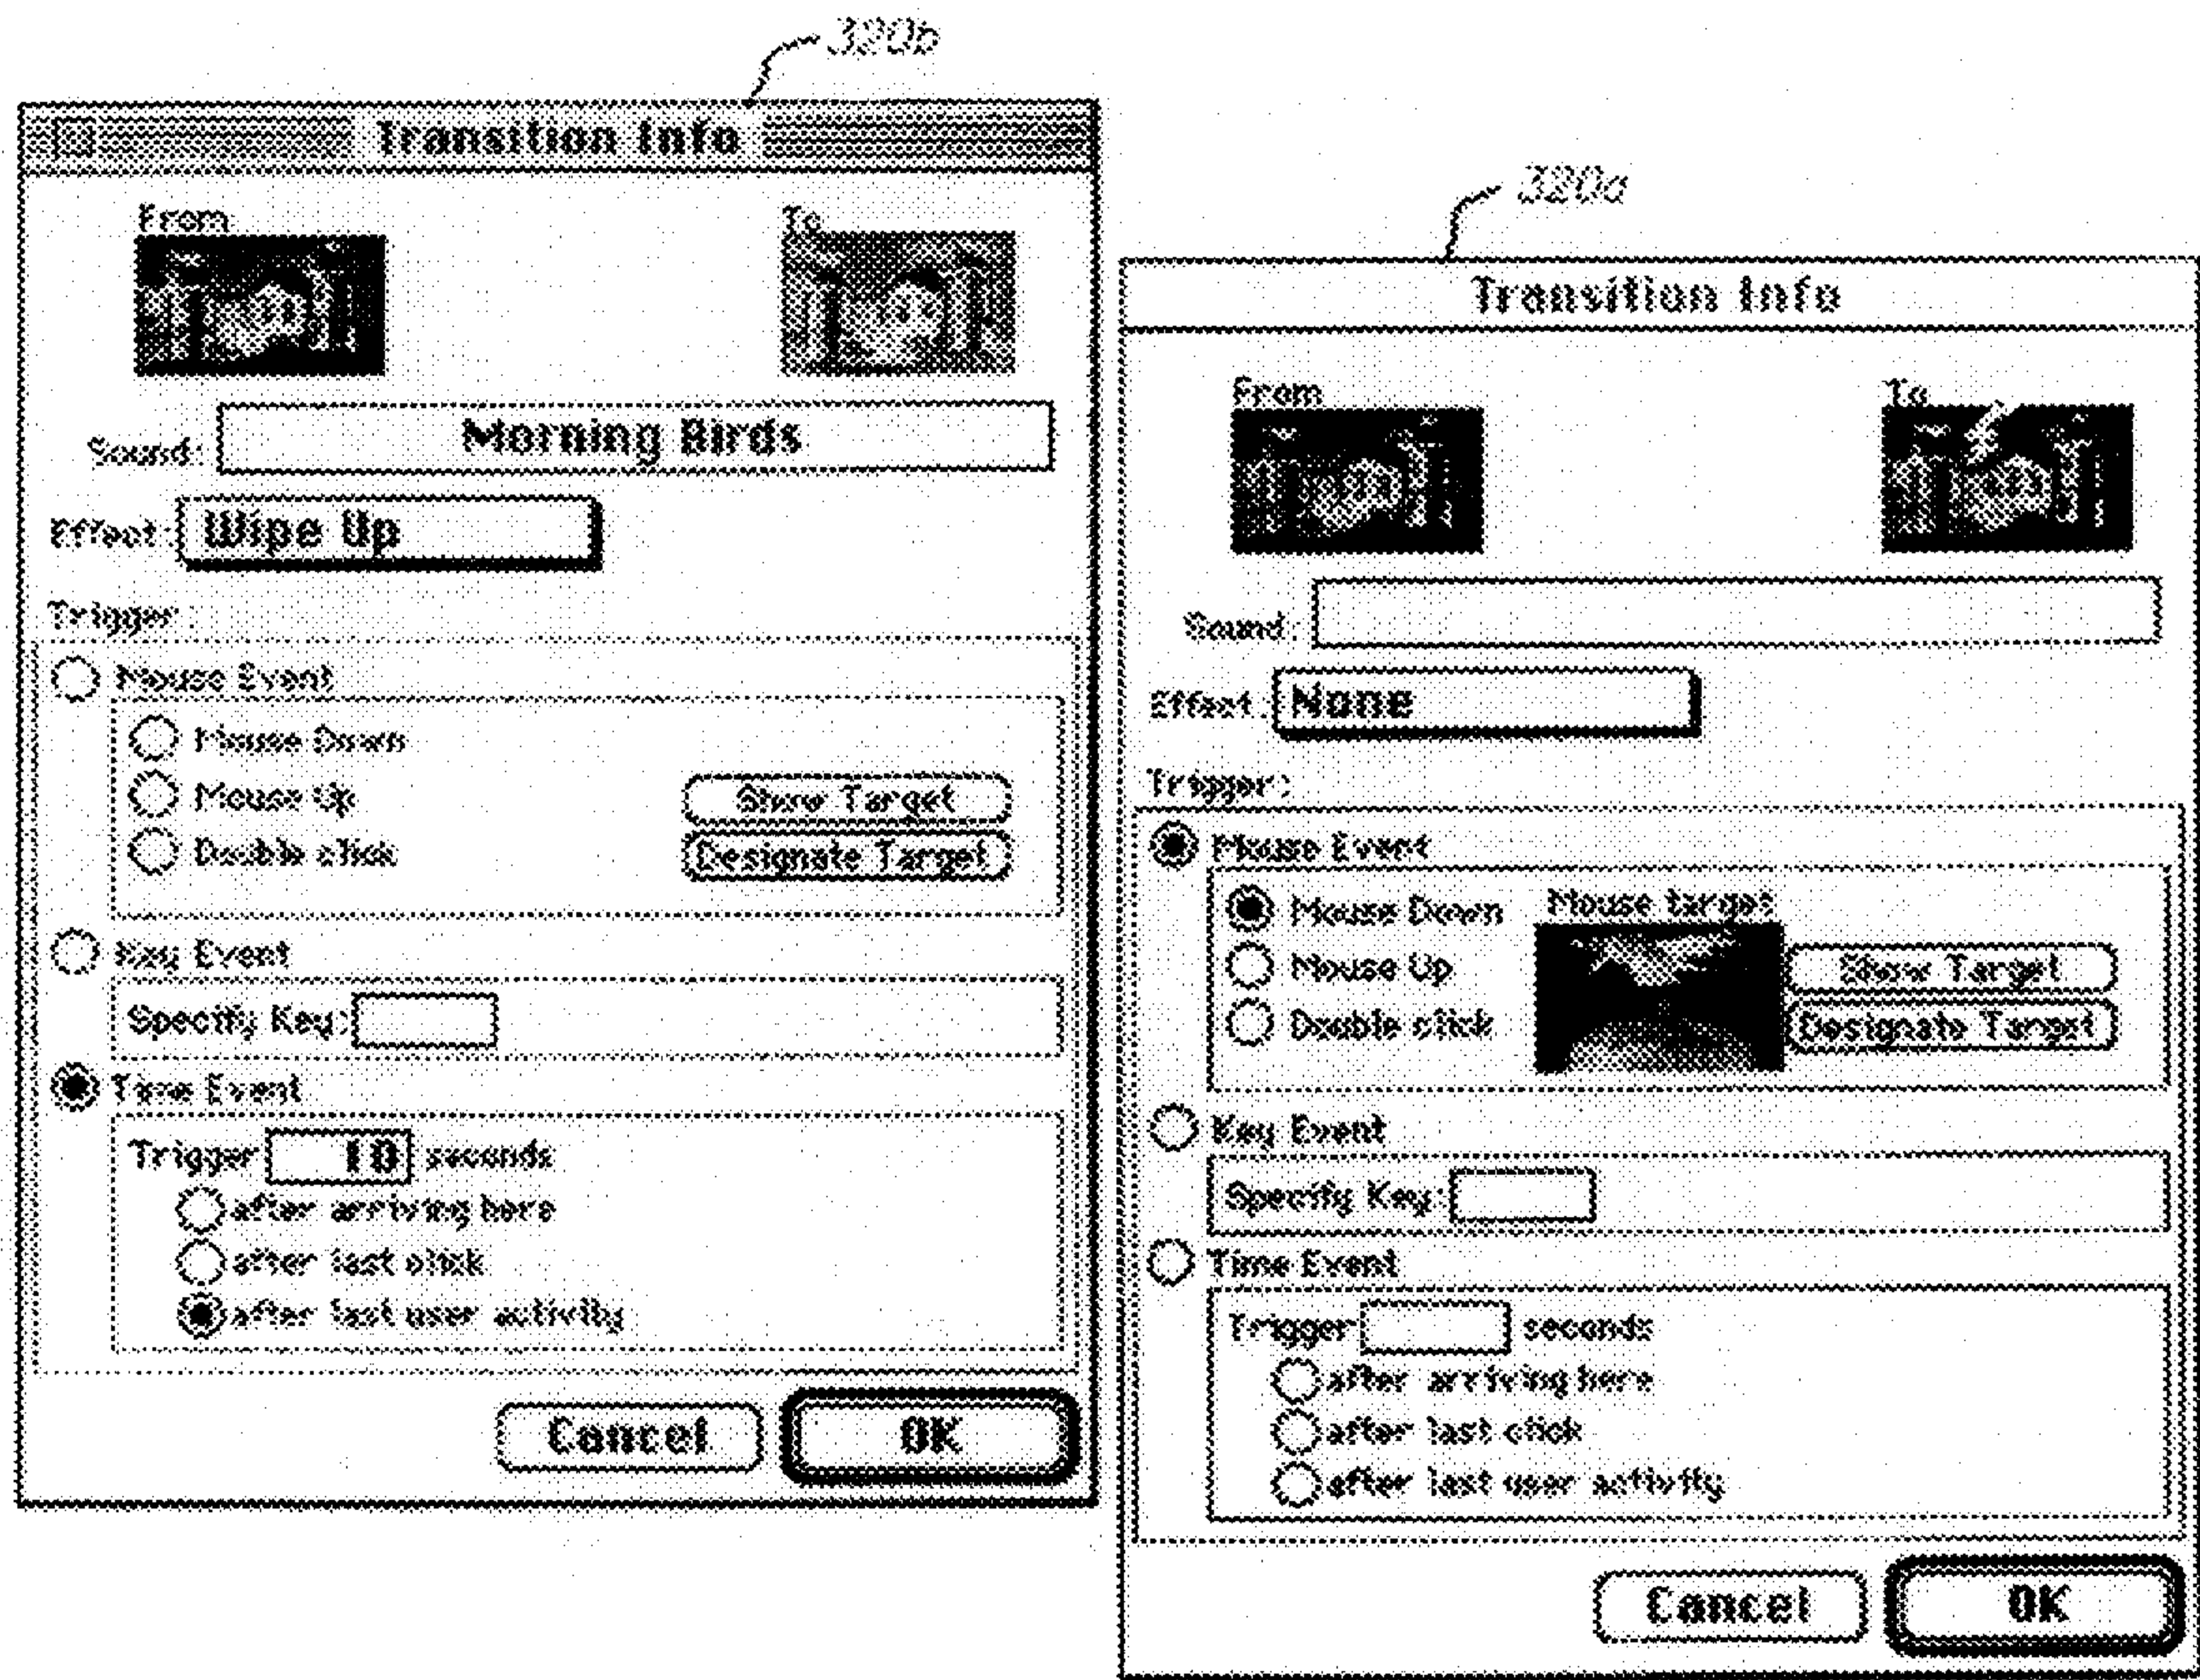 320b
Transition Info
From
To
Sound:
Morning Birds
Effect:
Wipe Up
Trigger:
Mouse Event
Mouse Down
Mouse Up
Double click
Show Target
Designate Target
Key Event
Specify Key:
Time Event
Trigger 10 seconds
after arriving here
after last click
after last user activity
Cancel
OK
320a
Transition Info
From
To
Sound:
Effect:
None
Trigger:
Mouse Event
Mouse Down
Mouse Up
Double click
Mouse target
Show Target
Designate Target
Key Event
Specify Key:
Time Event
Trigger seconds
after arriving here
after last click
after last user activity
Cancel
OK